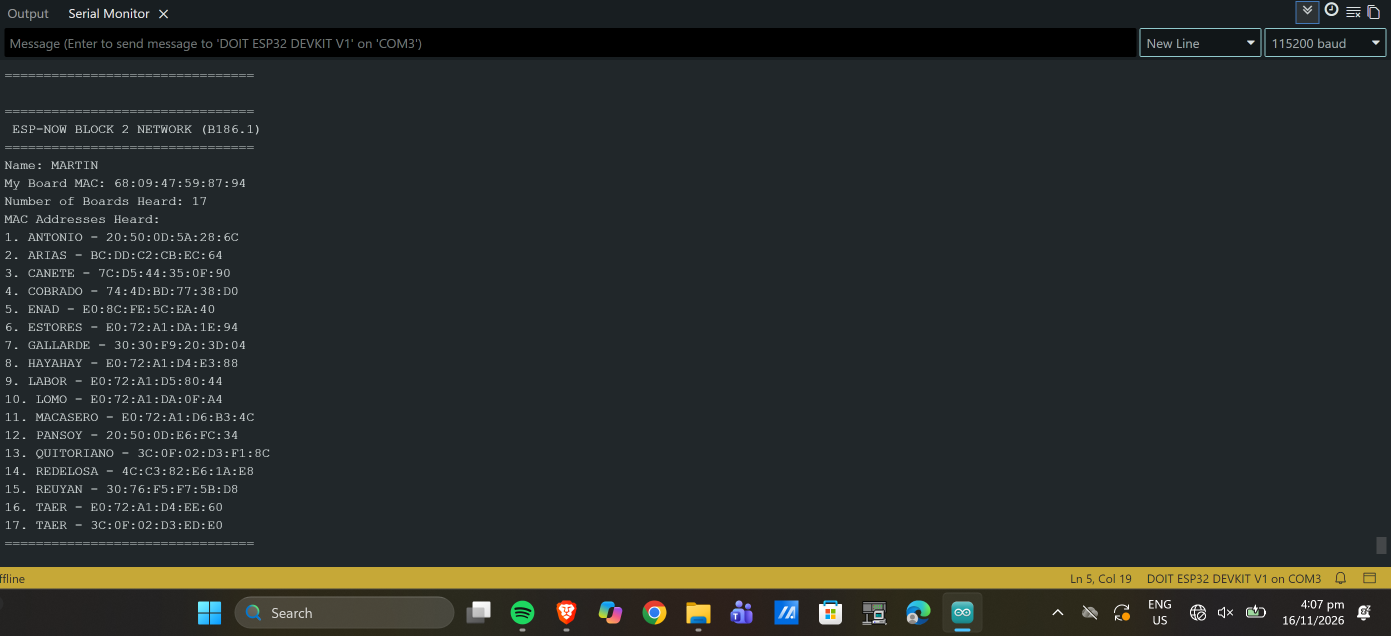 Output
Serial Monitor
Message (Enter to send message to 'DOIT ESP32 DEVKIT V1' on 'COM3')
New Line
115200 baud
================================
================================
ESP-NOW BLOCK 2 NETWORK (B186.1)
================================
Name: MARTIN
My Board MAC: 68:09:47:59:87:94
Number of Boards Heard: 17
MAC Addresses Heard:
1. ANTONIO - 20:50:0D:5A:28:6C
2. ARIAS - BC:DD:C2:CB:EC:64
3. CANETE - 7C:D5:44:35:0F:90
4. COBRADO - 74:4D:BD:77:38:D0
5. ENAD - E0:8C:FE:5C:EA:40
6. ESTORES - E0:72:A1:DA:1E:94
7. GALLARDE - 30:30:F9:20:3D:04
8. HAYAHAY - E0:72:A1:D4:E3:88
9. LABOR - E0:72:A1:D5:80:44
10. LOMO - E0:72:A1:DA:0F:A4
11. MACASERO - E0:72:A1:D6:B3:4C
12. PANSOY - 20:50:0D:E6:FC:34
13. QUITORIANO - 3C:0F:02:D3:F1:8C
14. REDELOSA - 4C:C3:82:E6:1A:E8
15. REUYAN - 30:76:F5:F7:5B:D8
16. TAER - E0:72:A1:D4:EE:60
17. TAER - 3C:0F:02:D3:ED:E0
================================
ffline
Ln 5, Col 19
DOIT ESP32 DEVKIT V1 on COM3
Search
ENG
US
4:07 pm
16/11/2026